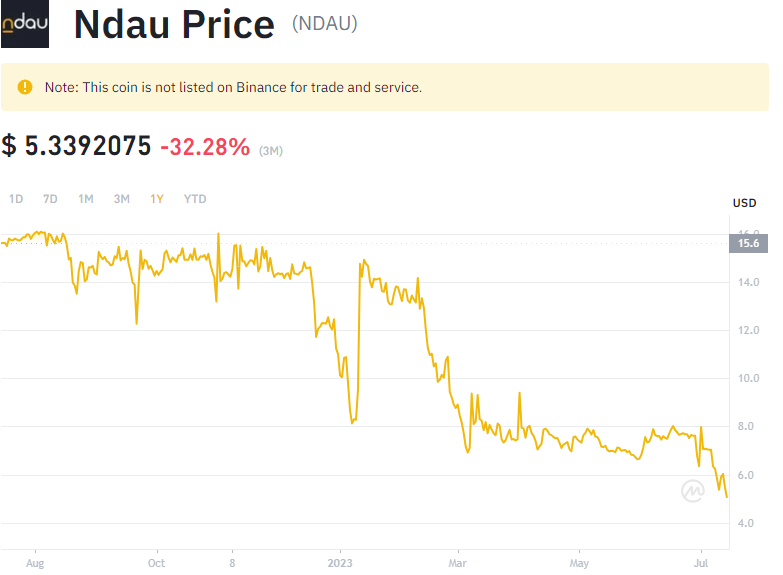 ndau
Ndau Price (NDAU)
Note: This coin is not listed on Binance for trade and service.
$ 5.3392075 -32.28% (3M)
1D 7D 1M 3M 1Y YTD
USD
16.0
15.6
14.0
12.0
10.0
8.0
6.0
4.0
Aug Oct 8 2023 Mar May Jul